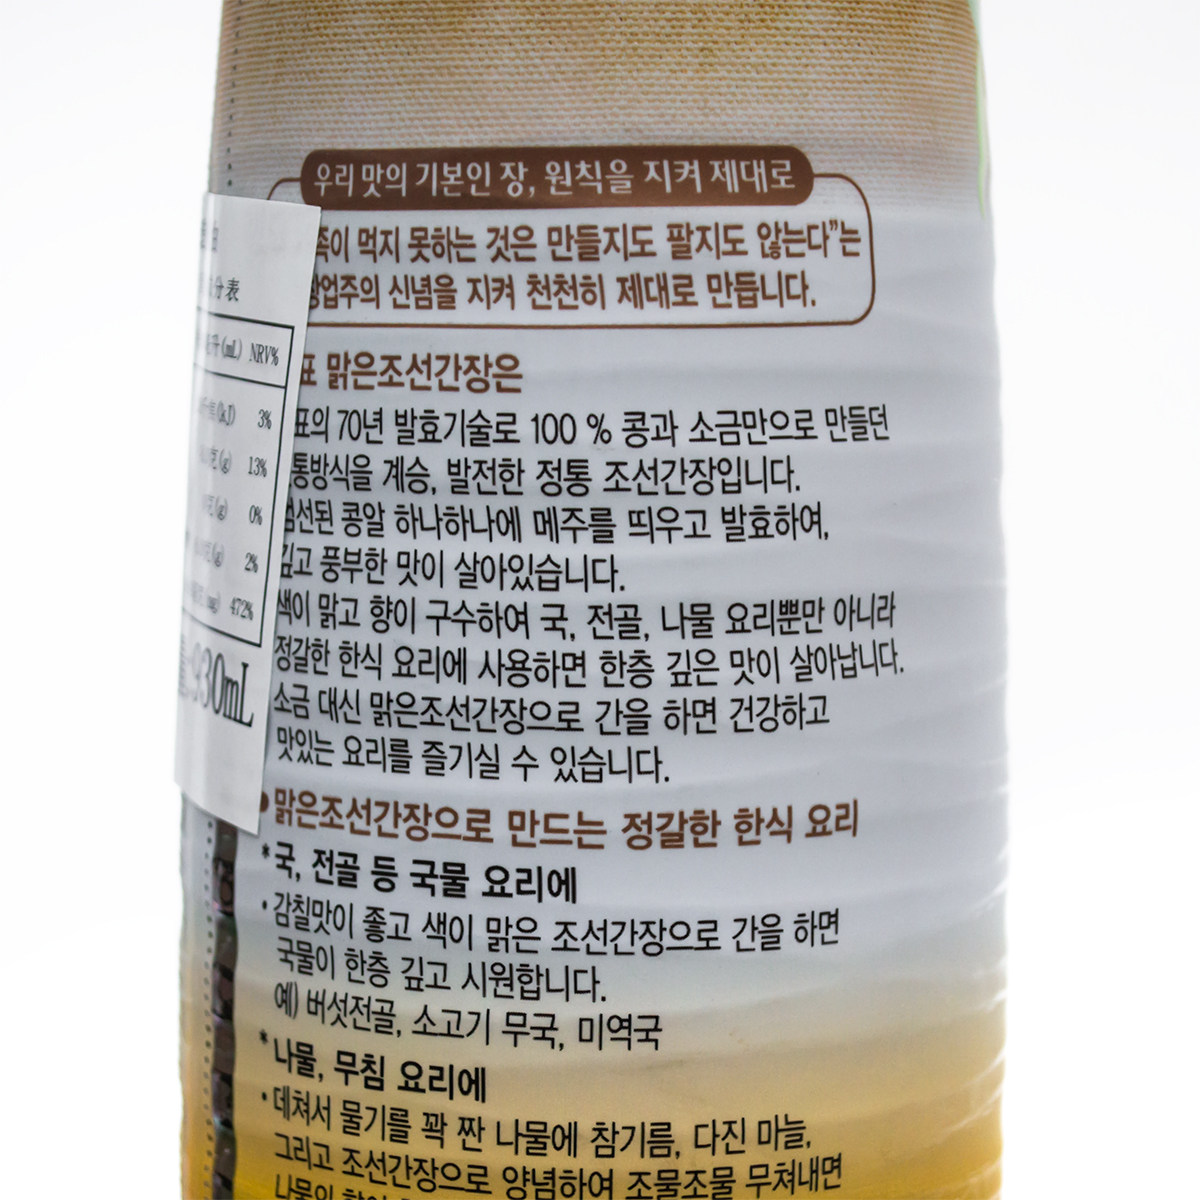 우리 맛의 기본인 장, 원칙을 지켜 제대로
먹지 못하는 것은 만들지도 팔지도 않는다”는
신념을 지켜 천천히 제대로 만듭니다.
맑은조선간장은
70년 발효기술로 100 % 콩과 소금만으로 만들던
계승, 발전한 정통 조선간장입니다.
콩알 하나하나에 메주를 띄우고 발효하여,
깊고 풍부한 맛이 살아있습니다.
색이 맑고 향이 구수하여 국, 전골, 나물 요리뿐만 아니라
정갈한 한식 요리에 사용하면 한층 깊은 맛이 살아납니다.
소금 대신 맑은조선간장으로 간을 하면 건강하고
맛있는 요리를 즐기실 수 있습니다.
맑은조선간장으로 만드는 정갈한 한식 요리
* 국, 전골 등 국물 요리에
• 감칠맛이 좋고 색이 맑은 조선간장으로 간을 하면
국물이 한층 깊고 시원합니다.
예) 버섯전골, 소고기 무국, 미역국
* 나물, 무침 요리에
• 데쳐서 물기를 꽉 짠 나물에 참기름, 다진 마늘,
그리고 조선간장으로 양념하여 조물조물 무쳐내면
나물의
分表
(mL) NRV%
(kJ) 3%
克(g) 13%
克(g) 0%
克(g) 2%
(mg) 472%
930mL